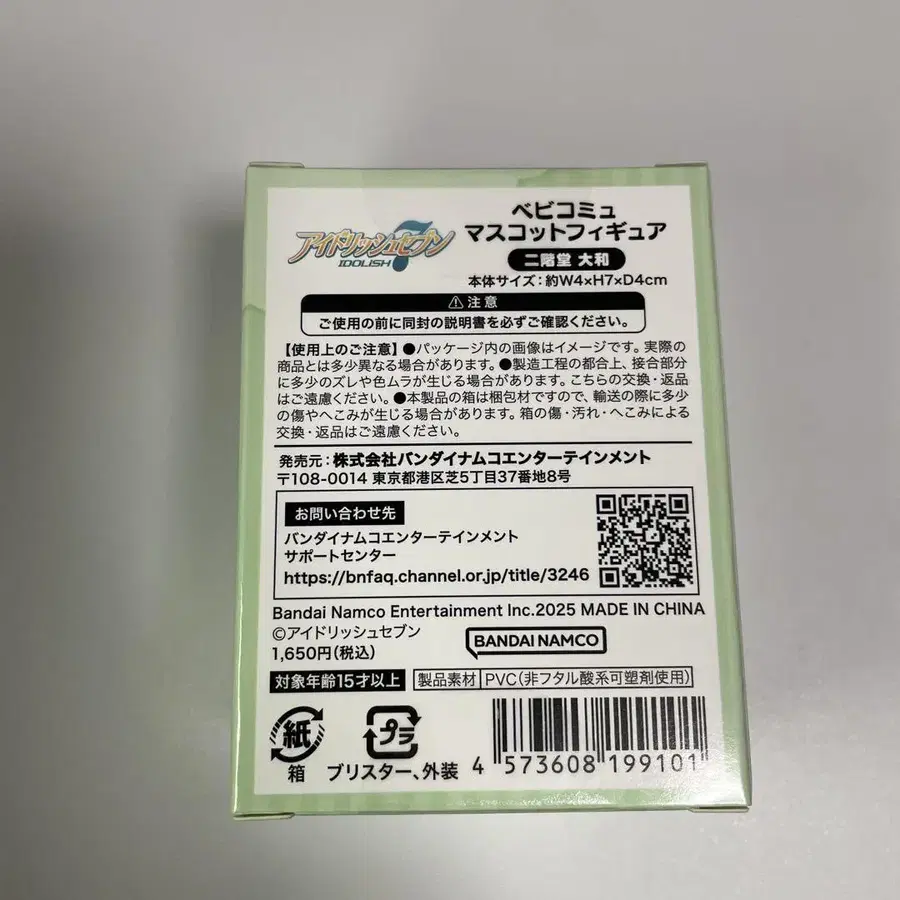 アイドリッシュセブン
IDOLISH7
ベビコミュ
マスコットフィギュア
二階堂 大和
本体サイズ:約W4×H7×D4cm
注意
ご使用の前に同封の説明書を必ずご確認ください。
【使用上のご注意】●パッケージ内の画像はイメージです。実際の
商品とは多少異なる場合があります。●製造工程の都合上、接合部分
に多少のズレや色ムラが生じる場合があります。こちらの交換・返品
はご遠慮ください。●本製品の箱は梱包材ですので、輸送の際に多少
の傷やへこみが生じる場合があります。箱の傷・汚れ・へこみによる
交換・返品はご遠慮ください。
発売元:株式会社バンダイナムコエンターテインメント
〒108-0014 東京都港区芝5丁目37番地8号
お問い合わせ先
バンダイナムコエンターテインメント
サポートセンター
https://bnfaq.channel.or.jp/title/3246
Bandai Namco Entertainment Inc.2025 MADE IN CHINA
©アイドリッシュセブン
1,650円(税込)
BANDAI NAMCO
対象年齢15才以上
製品素材 PVC(非フタル酸系可塑剤使用)
紙
箱
プラ
ブリスター、外装
4 573608 199101